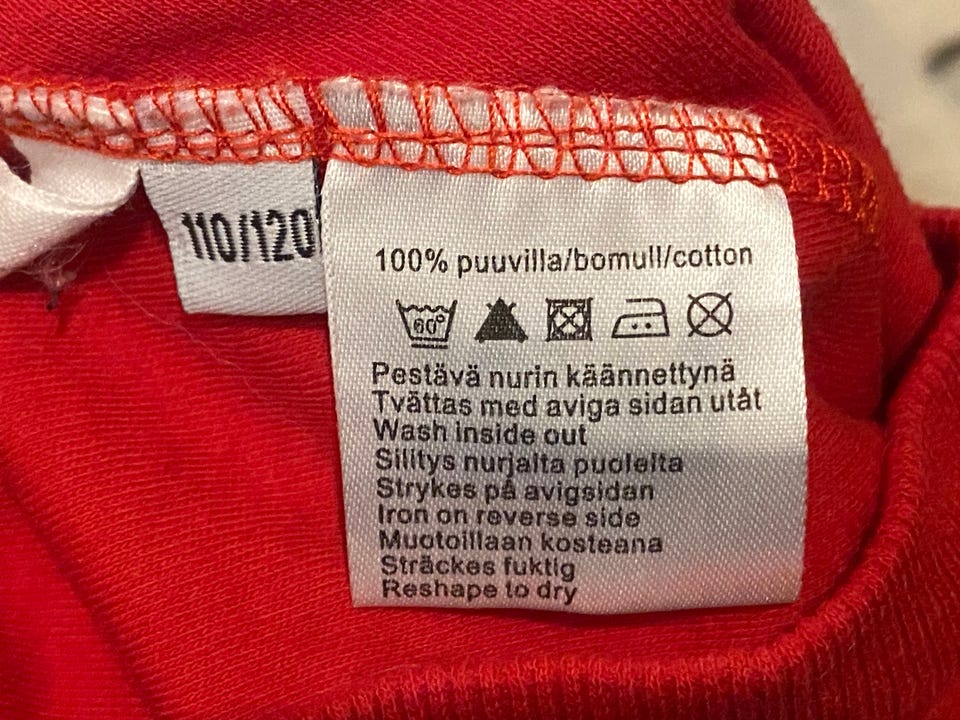 110/120
100% puuvilla/bomull/cotton
60°
Pestävä nurin käännettynä
Tvättas med aviga sidan utåt
Wash inside out
Silitys nurjalta puolelta
Strykes på avigsidan
Iron on reverse side
Muotoillaan kosteana
Sträckes fuktig
Reshape to dry